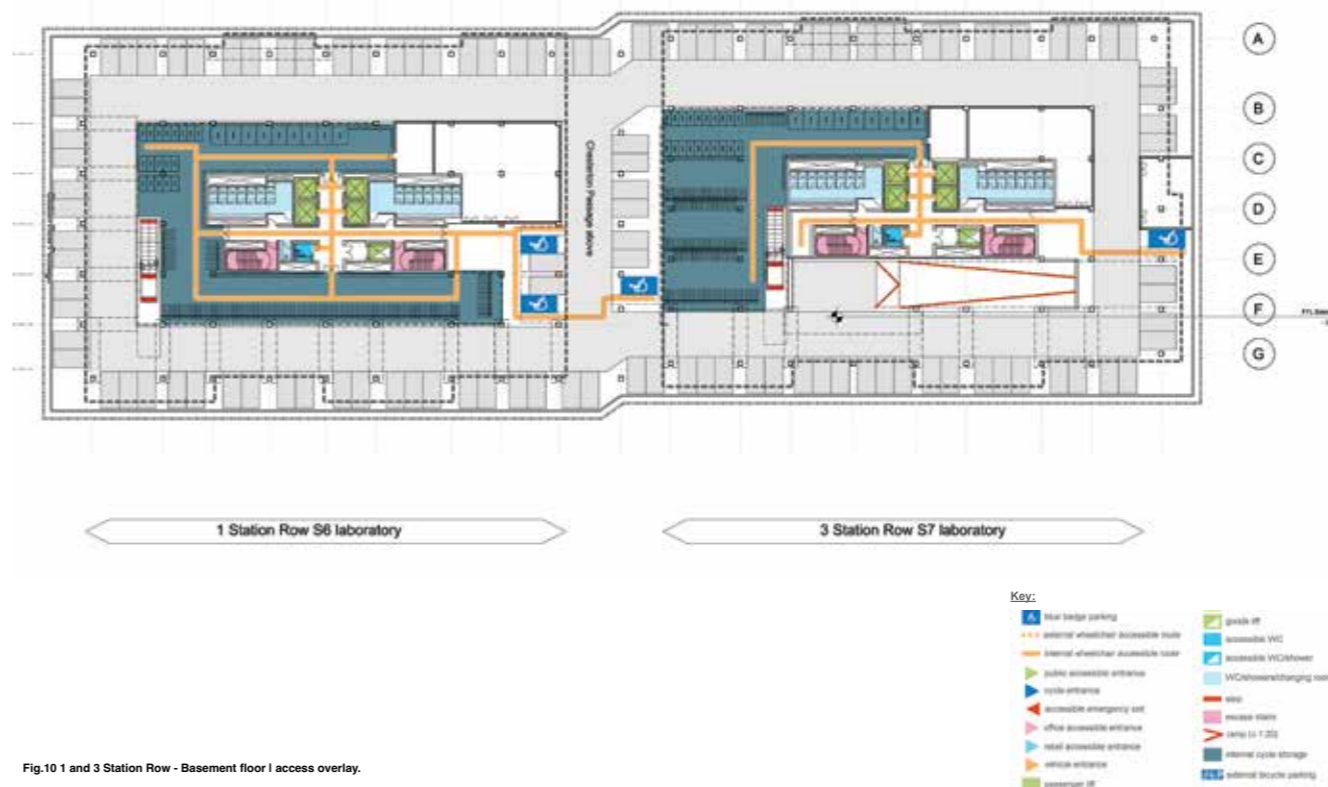 A
B
C
D
E
F
G
Chesterton Passage above
1 Station Row S6 laboratory
3 Station Row S7 laboratory
Key:
blue badge parking
external wheelchair accessible route
internal wheelchair accessible route
public accessible entrance
cycle entrance
accessible emergency exit
office accessible entrance
retail accessible entrance
vehicle entrance
passenger lift
goods lift
accessible WC
accessible WC/shower
WC/showers/changing room
step
escape stairs
ramp (≤ 1:20)
internal cycle storage
external bicycle parking
Fig.10 1 and 3 Station Row - Basement floor I access overlay.